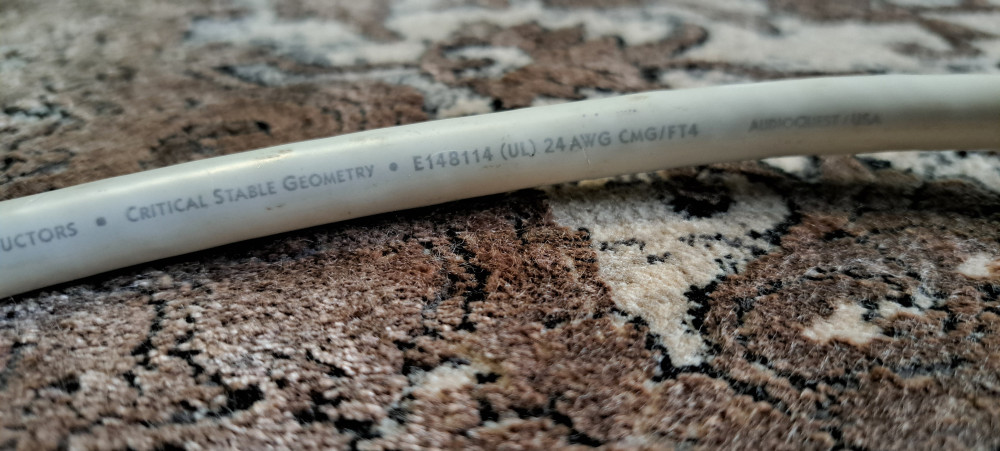 UCTORS • CRITICAL STABLE GEOMETRY • E148114 (UL) 24AWG CMG/FT4 AUDIOQUEST/USA